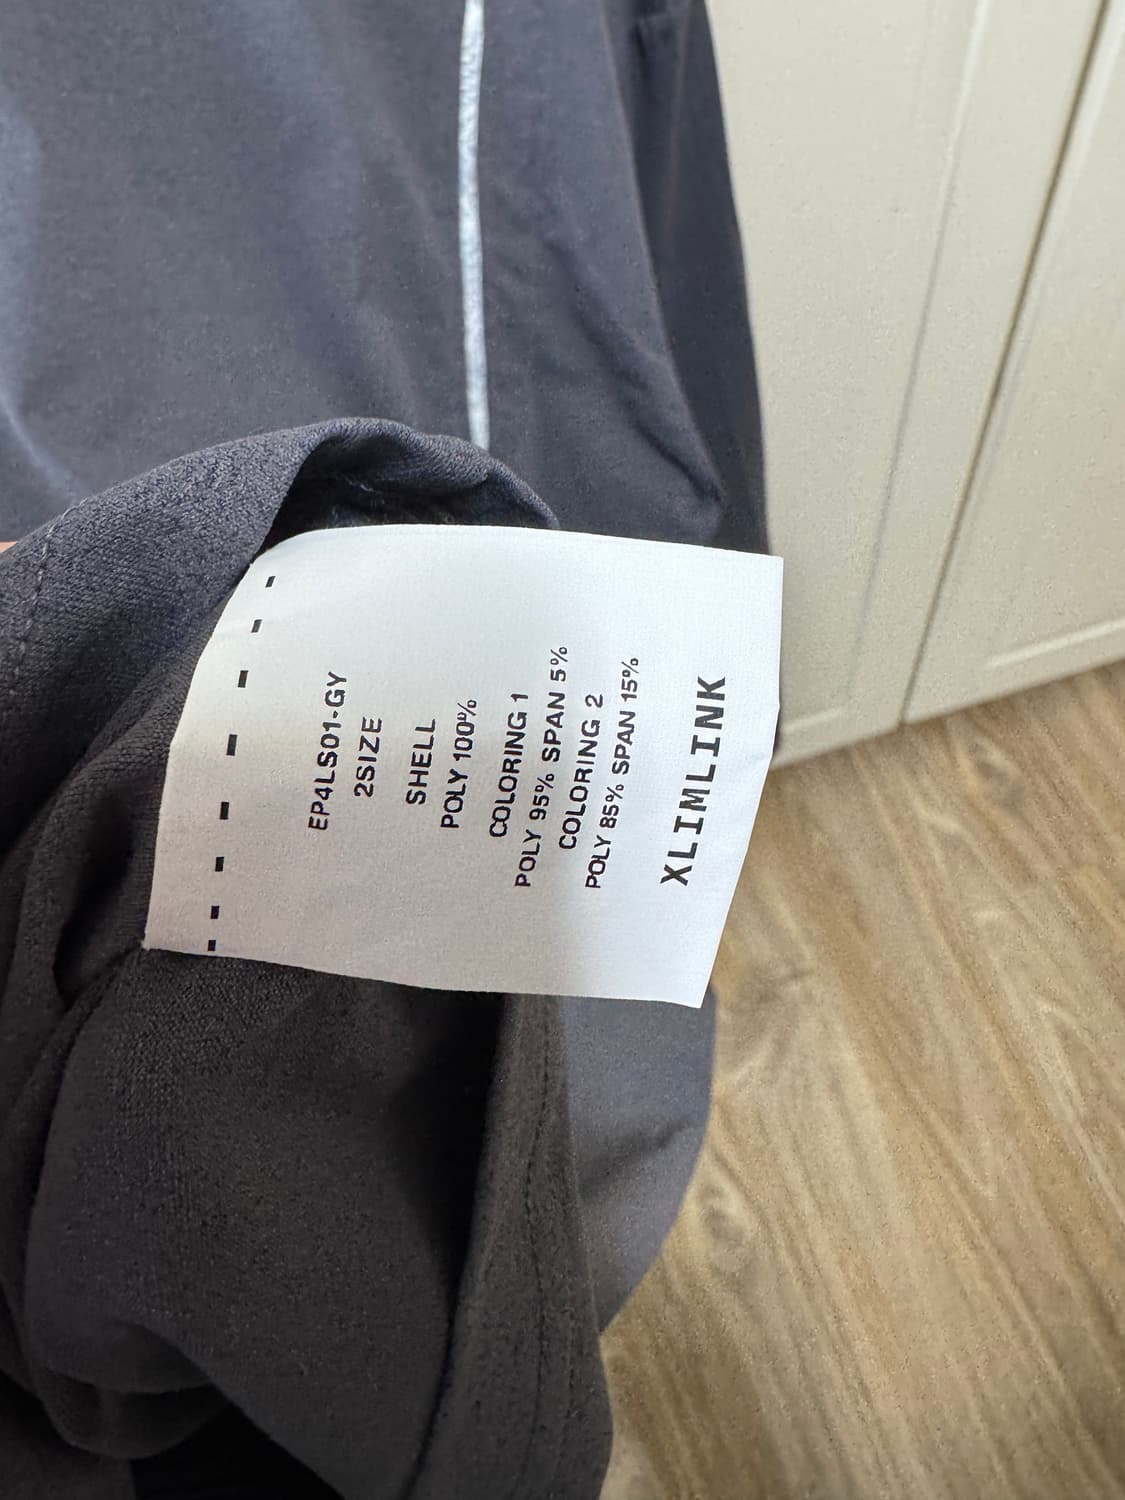 EP4LS01-GY
2SIZE
SHELL
POLY 100%
COLORING 1
POLY 95% SPAN 5%
COLORING 2
POLY 85% SPAN 15%
XLIMLINK